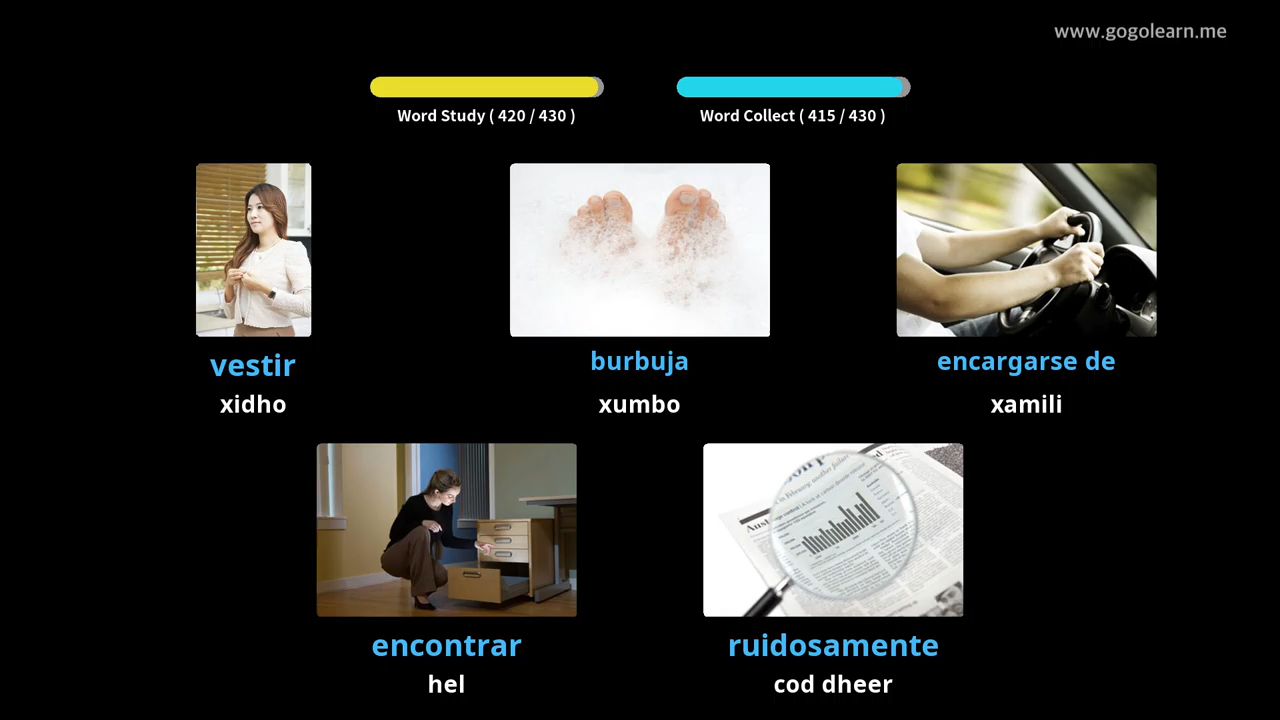 www.gogolearn.me
Word Study ( 420 / 430 )
Word Collect ( 415 / 430 )
vestir
xidho
burbuja
xumbo
encargarse de
xamili
encontrar
hel
ruidosamente
cod dheer